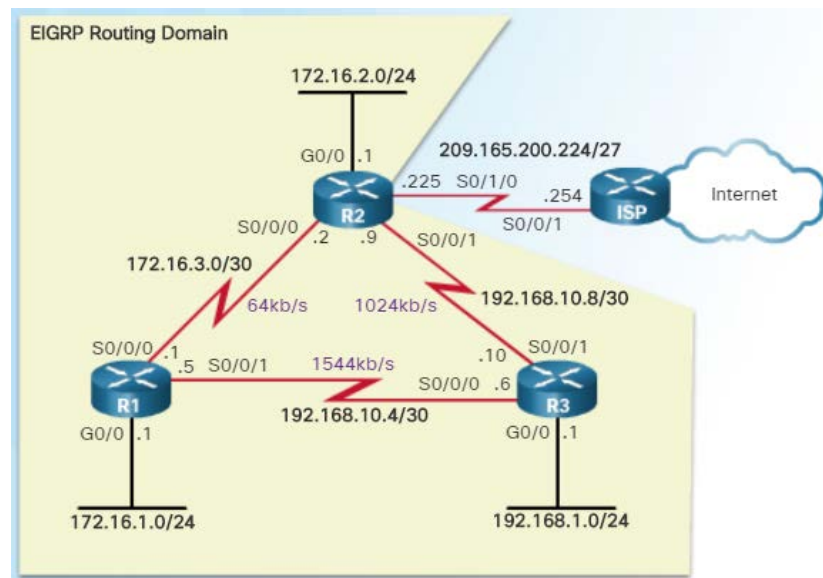 EIGRP Routing Domain
172.16.2.0/24
G0/0 .1
209.165.200.224/27
.225 S0/1/0
.254
Internet
R2
ISP
S0/0/1
S0/0/0
.2
.9
S0/0/1
172.16.3.0/30
64kb/s
1024kb/s
192.168.10.8/30
S0/0/0 .1
.5 S0/0/1
1544kb/s
.10 S0/0/1
S0/0/0 .6
R1
192.168.10.4/30
R3
G0/0 .1
G0/0 .1
172.16.1.0/24
192.168.1.0/24